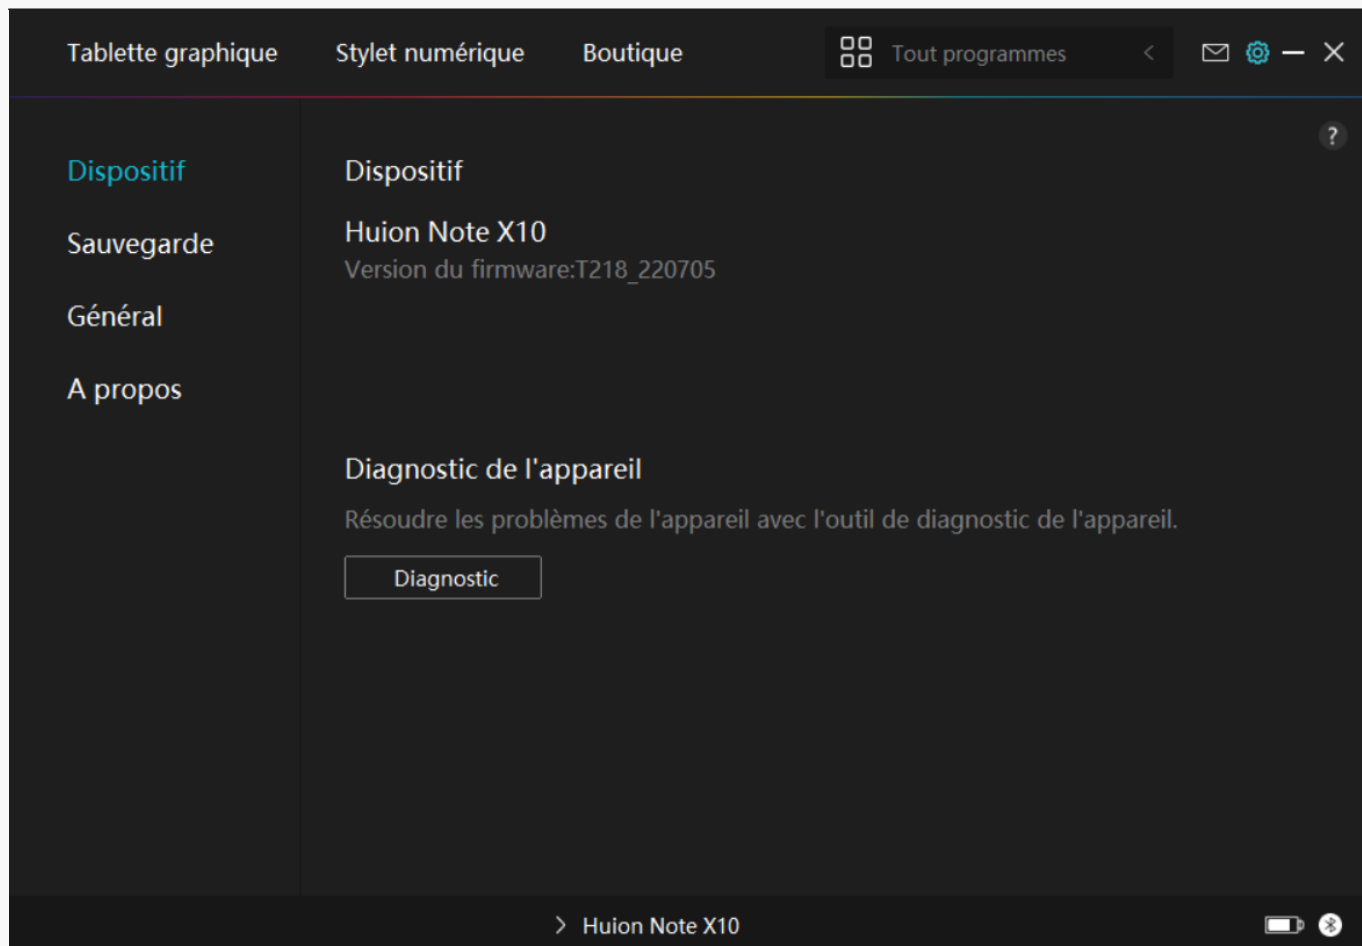 Tablette graphique
Stylet numérique
Boutique
Tout programmes
?
Dispositif
Sauvegarde
Général
A propos
Dispositif
Huion Note X10
Version du firmware:T218_220705
Diagnostic de l'appareil
Résoudre les problèmes de l'appareil avec l'outil de diagnostic de l'appareil.
Diagnostic
Huion Note X10